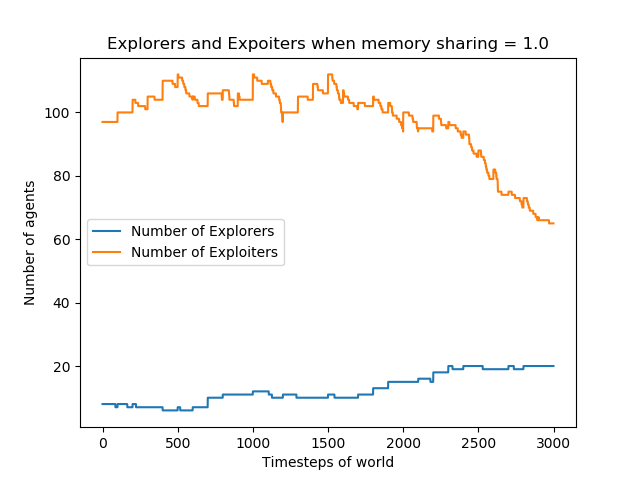 Explorers and Expoiters when memory sharing = 1.0
Number of agents
100
80
60
40
20
Number of Explorers
Number of Exploiters
0 500 1000 1500 2000 2500 3000
Timesteps of world